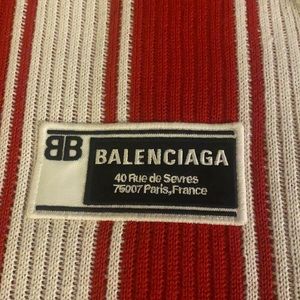 BB BALENCIAGA
40 Rue de Sevres
75007 Paris,France